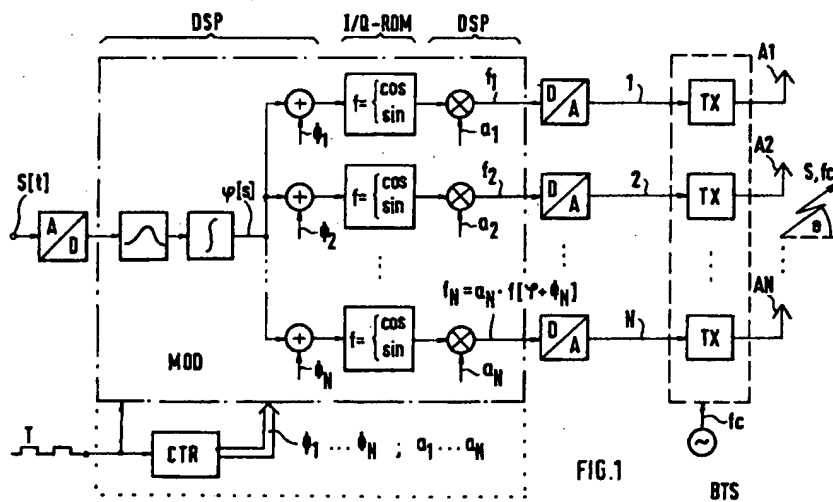 DSP I/Q-ROM DSP
S[t]
A
D
φ[s]
ϕ1
f= { cos
sin
a1
f1
D
A
1
TX
A1
ϕ2
f= { cos
sin
a2
f2
D
A
2
TX
A2
S, fc
θ
fN = aN · f[φ+ϕN]
MOD
ϕN
f= { cos
sin
aN
D
A
N
TX
AN
T
CTR
ϕ1 ... ϕN ; a1 ... aN
fc
FIG.1
BTS